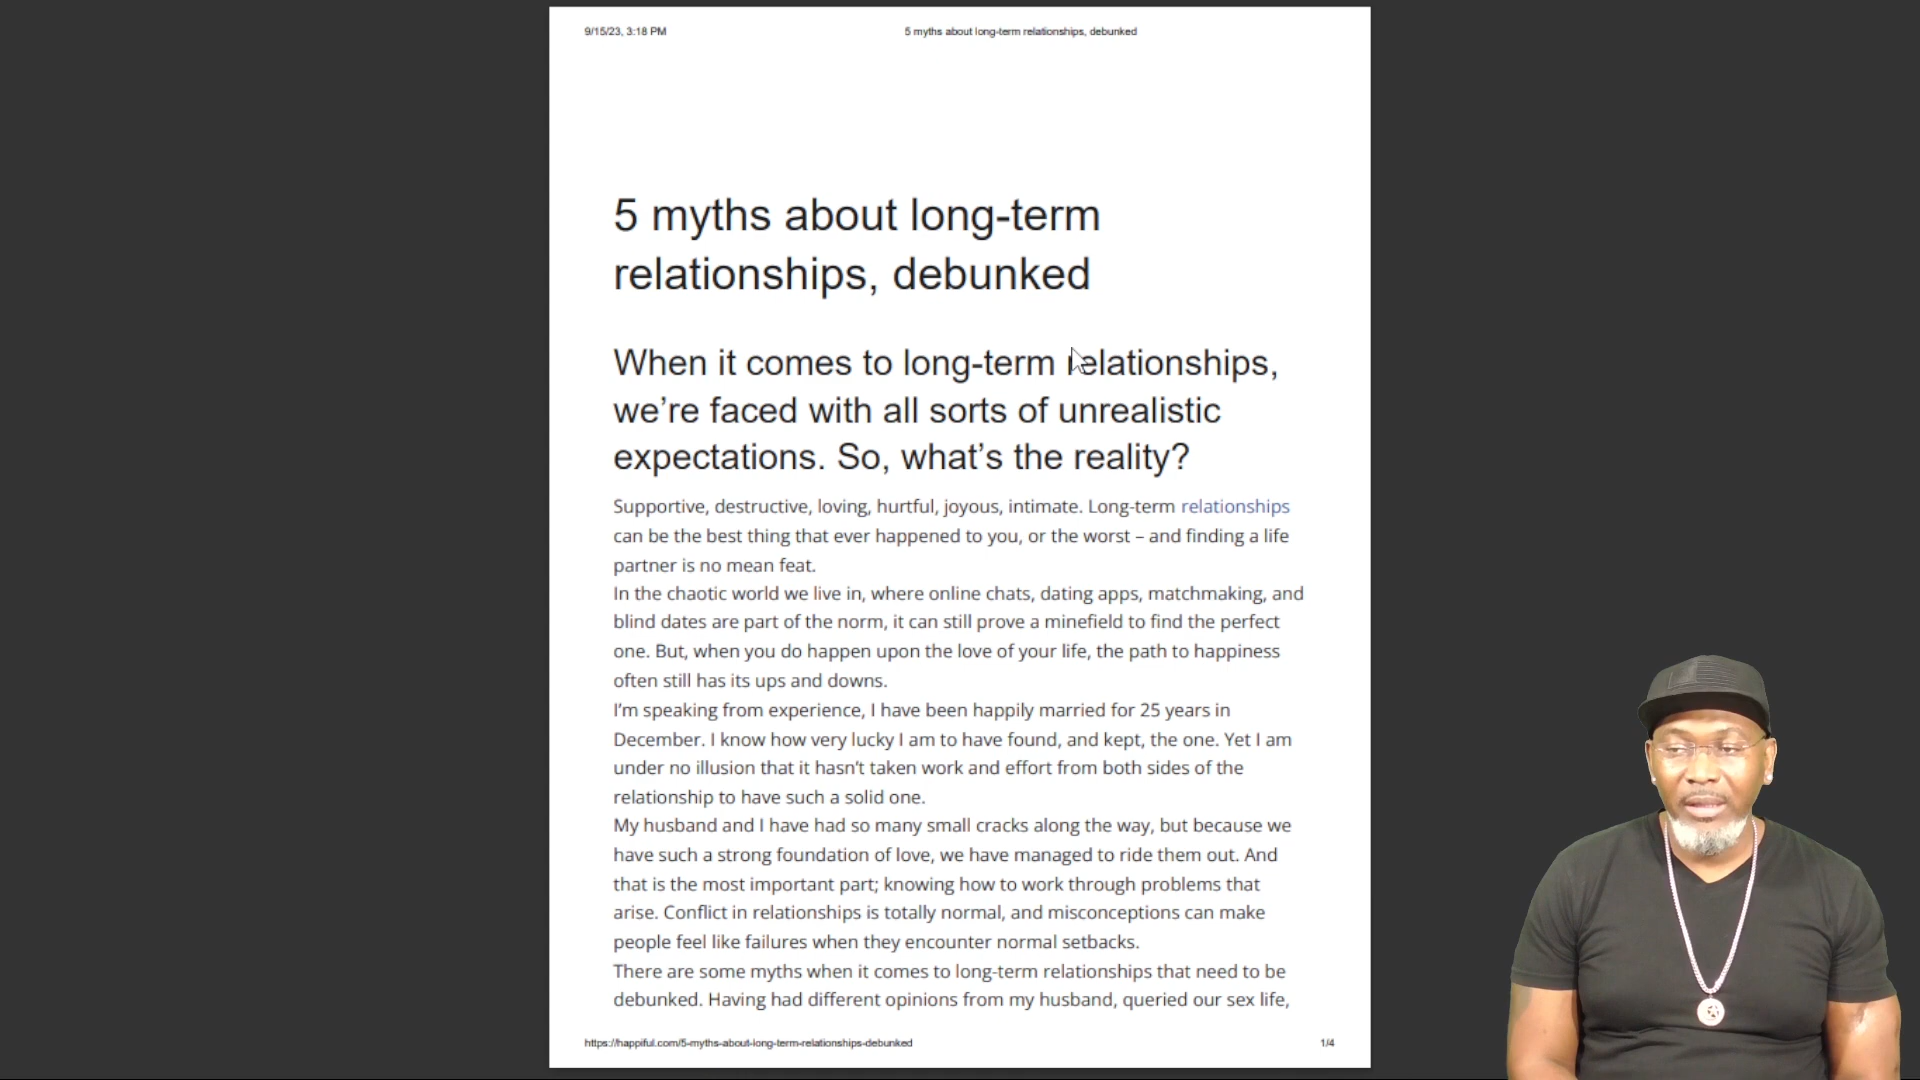 9/15/23, 3:18 PM
5 myths about long-term relationships, debunked
5 myths about long-term
relationships, debunked
When it comes to long-term relationships,
we’re faced with all sorts of unrealistic
expectations. So, what’s the reality?
Supportive, destructive, loving, hurtful, joyous, intimate. Long-term relationships
can be the best thing that ever happened to you, or the worst – and finding a life
partner is no mean feat.
In the chaotic world we live in, where online chats, dating apps, matchmaking, and
blind dates are part of the norm, it can still prove a minefield to find the perfect
one. But, when you do happen upon the love of your life, the path to happiness
often still has its ups and downs.
I’m speaking from experience, I have been happily married for 25 years in
December. I know how very lucky I am to have found, and kept, the one. Yet I am
under no illusion that it hasn’t taken work and effort from both sides of the
relationship to have such a solid one.
My husband and I have had so many small cracks along the way, but because we
have such a strong foundation of love, we have managed to ride them out. And
that is the most important part; knowing how to work through problems that
arise. Conflict in relationships is totally normal, and misconceptions can make
people feel like failures when they encounter normal setbacks.
There are some myths when it comes to long-term relationships that need to be
debunked. Having had different opinions from my husband, queried our sex life,
https://happiful.com/5-myths-about-long-term-relationships-debunked
1/4